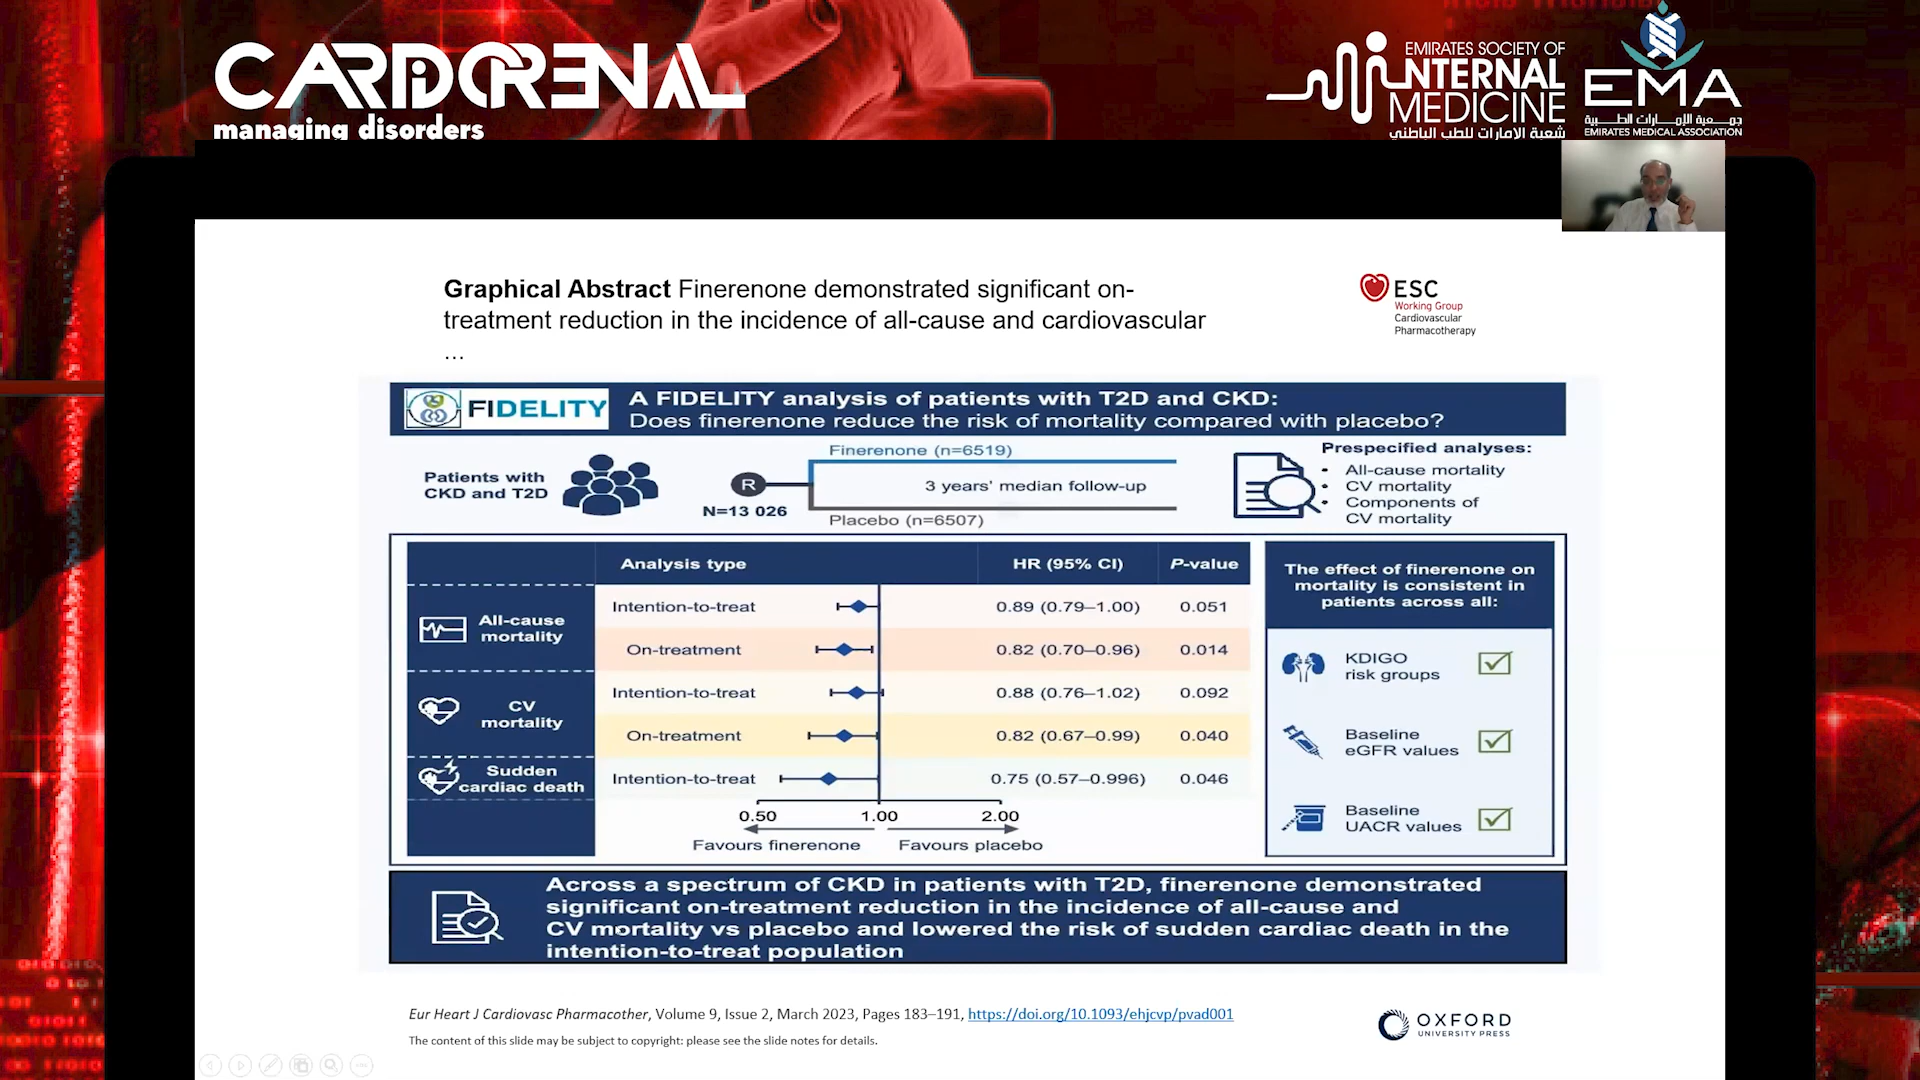 CARDIORENAL
managing disorders
EMIRATES SOCIETY OF
INTERNAL
MEDICINE
شعبة الإمارات للطب الباطني
EMA
جمعية الإمارات الطبية
EMIRATES MEDICAL ASSOCIATION
Graphical Abstract Finerenone demonstrated significant on-
treatment reduction in the incidence of all-cause and cardiovascular
...
ESC
Working Group
Cardiovascular
Pharmacotherapy
FIDELITY
A FIDELITY analysis of patients with T2D and CKD:
Does finerenone reduce the risk of mortality compared with placebo?
Patients with
CKD and T2D
R
N=13 026
Finerenone (n=6519)
3 years' median follow-up
Placebo (n=6507)
Prespecified analyses:
• All-cause mortality
• CV mortality
• Components of
CV mortality
Analysis type HR (95% CI) P-value
All-cause
mortality
Intention-to-treat 0.89 (0.79–1.00) 0.051
On-treatment 0.82 (0.70–0.96) 0.014
CV
mortality
Intention-to-treat 0.88 (0.76–1.02) 0.092
On-treatment 0.82 (0.67–0.99) 0.040
Sudden
cardiac death
Intention-to-treat 0.75 (0.57–0.996) 0.046
0.50 1.00 2.00
Favours finerenone Favours placebo
The effect of finerenone on
mortality is consistent in
patients across all:
KDIGO
risk groups
Baseline
eGFR values
Baseline
UACR values
Across a spectrum of CKD in patients with T2D, finerenone demonstrated
significant on-treatment reduction in the incidence of all-cause and
CV mortality vs placebo and lowered the risk of sudden cardiac death in the
intention-to-treat population
Eur Heart J Cardiovasc Pharmacother, Volume 9, Issue 2, March 2023, Pages 183–191, https://doi.org/10.1093/ehjcvp/pvad001
The content of this slide may be subject to copyright: please see the slide notes for details.
OXFORD
UNIVERSITY PRESS